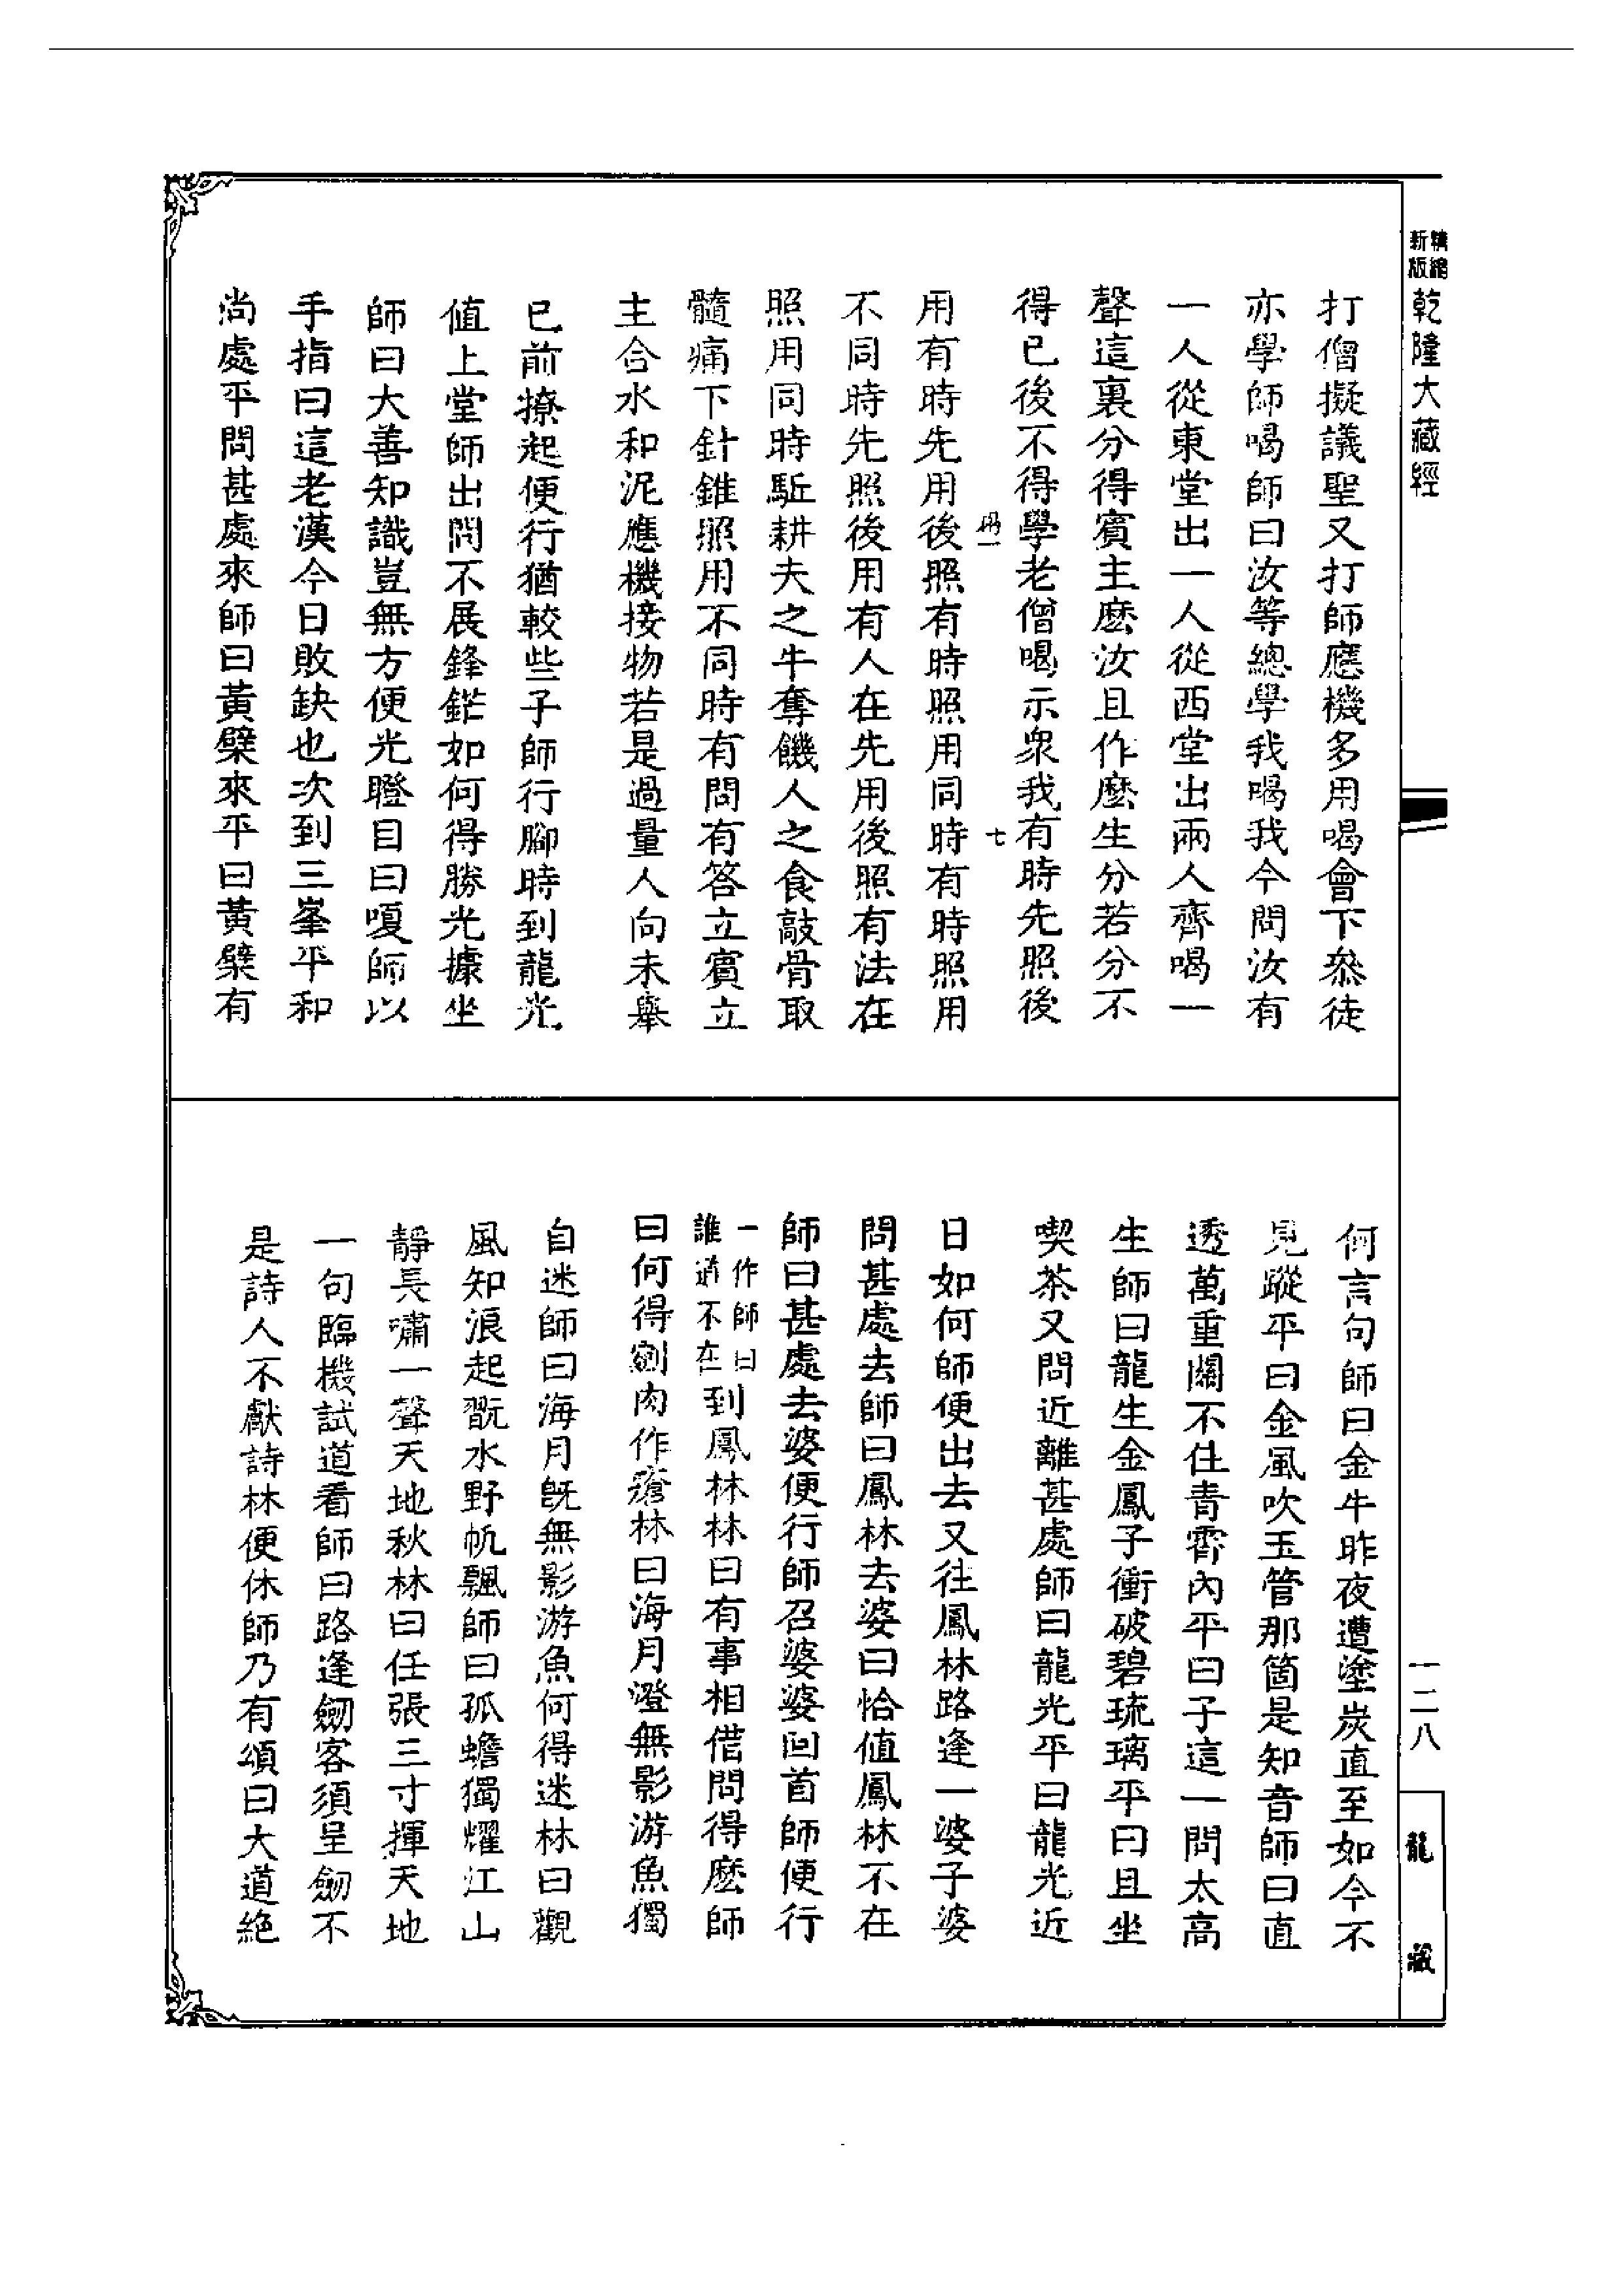 精編
新版
乾隆大藏經
打僧擬議聖又打師應機多用喝會下叅徒
亦學師喝師曰汝等總學我喝我今問汝有
一人從東堂出一人從西堂出兩人齊喝一
聲這裏分得賓主麽汝且作麽生分若分不
得已後不得學老僧喝示衆我有時先照後
七
用有時先用後照有時照用同時有時照用
不同時先照後用有人在先用後照有法在
照用同時駈耕夫之牛奪饑人之食敲骨取
髓痛下針錐照用不同時有問有答立賓立
主合水和泥應機接物若是過量人向未舉
已前撩起便行猶較些子師行腳時到龍光
值上堂師出問不展鋒鋩如何得勝光據坐
師曰大善知識豈無方便光瞪目曰嗄師以
手指曰這老漢今日敗缺也次到三峯平和
尚處平問甚處來師曰黃檗來平曰黃檗有
何言句師曰金牛昨夜遭塗炭直至如今不
見蹤平曰金風吹玉管那箇是知音師曰直
透萬重關不住青霄內平曰子這一問太高
生師曰龍生金鳳子衝破碧琉璃平曰且坐
喫茶又問近離甚處師曰龍光平曰龍光近
日如何師便出去又往鳳林路逢一婆子婆
問甚處去師曰鳳林去婆曰恰值鳳林不在
師曰甚處去婆便行師召婆婆回首師便行
一作師曰
誰道不在
到鳳林林曰有事相借問得麽師
曰何得剜肉作瘡林曰海月澄無影游魚獨
自迷師曰海月旣無影游魚何得迷林曰觀
風知浪起翫水野帆飄師曰孤蟾獨耀江山
靜長嘯一聲天地秋林曰任張三寸揮天地
一句臨機試道看師曰路逢劒客須呈劒不
是詩人不獻詩林便休師乃有頌曰大道絕
一二八
龍藏